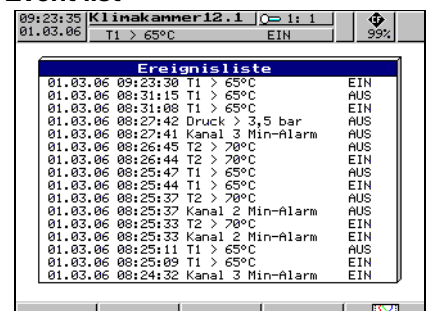 Event list
09:23:35 Klimakammer12.1 1: 1
01.03.06 T1 > 65°C EIN 99%
Ereignisliste
01.03.06 09:23:30 T1 > 65°C EIN
01.03.06 08:31:15 T1 > 65°C AUS
01.03.06 08:31:08 T1 > 65°C EIN
01.03.06 08:27:42 Druck > 3,5 bar AUS
01.03.06 08:27:41 Kanal 3 Min-Alarm AUS
01.03.06 08:26:45 T2 > 70°C AUS
01.03.06 08:26:44 T2 > 70°C EIN
01.03.06 08:25:47 T1 > 65°C AUS
01.03.06 08:25:44 T1 > 65°C EIN
01.03.06 08:25:37 T2 > 70°C AUS
01.03.06 08:25:37 Kanal 2 Min-Alarm AUS
01.03.06 08:25:33 T2 > 70°C EIN
01.03.06 08:25:33 Kanal 2 Min-Alarm EIN
01.03.06 08:25:11 T1 > 65°C AUS
01.03.06 08:25:09 T1 > 65°C EIN
01.03.06 08:24:32 Kanal 3 Min-Alarm EIN